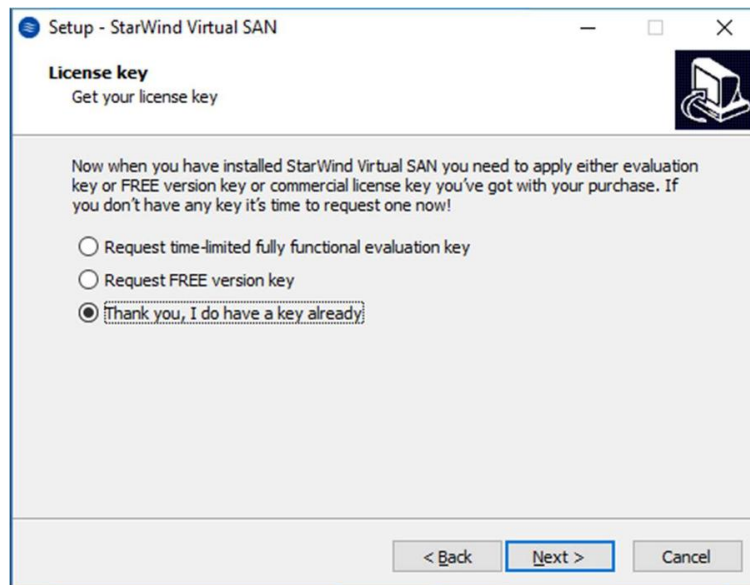 Setup - StarWind Virtual SAN
License key
Get your license key
Now when you have installed StarWind Virtual SAN you need to apply either evaluation
key or FREE version key or commercial license key you've got with your purchase. If
you don't have any key it's time to request one now!
Request time-limited fully functional evaluation key
Request FREE version key
Thank you, I do have a key already
< Back
Next >
Cancel